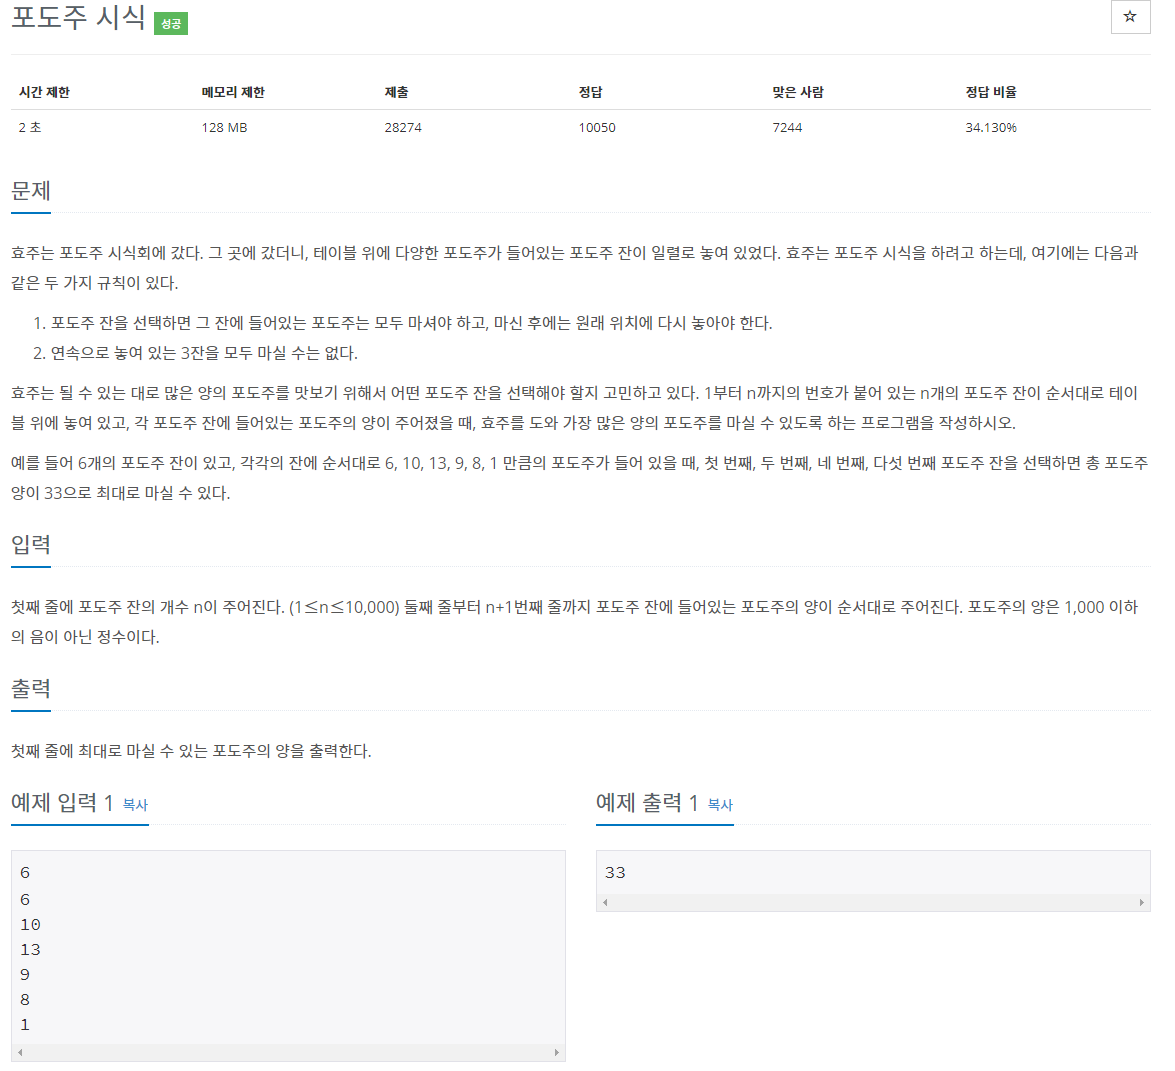 포도주 시식 성공
☆
시간 제한 메모리 제한 제출 정답 맞은 사람 정답 비율
2 초 128 MB 28274 10050 7244 34.130%
문제
효주는 포도주 시식회에 갔다. 그 곳에 갔더니, 테이블 위에 다양한 포도주가 들어있는 포도주 잔이 일렬로 놓여 있었다. 효주는 포도주 시식을 하려고 하는데, 여기에는 다음과
같은 두 가지 규칙이 있다.
1. 포도주 잔을 선택하면 그 잔에 들어있는 포도주는 모두 마셔야 하고, 마신 후에는 원래 위치에 다시 놓아야 한다.
2. 연속으로 놓여 있는 3잔을 모두 마실 수는 없다.
효주는 될 수 있는 대로 많은 양의 포도주를 맛보기 위해서 어떤 포도주 잔을 선택해야 할지 고민하고 있다. 1부터 n까지의 번호가 붙어 있는 n개의 포도주 잔이 순서대로 테이
블 위에 놓여 있고, 각 포도주 잔에 들어있는 포도주의 양이 주어졌을 때, 효주를 도와 가장 많은 양의 포도주를 마실 수 있도록 하는 프로그램을 작성하시오.
예를 들어 6개의 포도주 잔이 있고, 각각의 잔에 순서대로 6, 10, 13, 9, 8, 1 만큼의 포도주가 들어 있을 때, 첫 번째, 두 번째, 네 번째, 다섯 번째 포도주 잔을 선택하면 총 포도주
양이 33으로 최대로 마실 수 있다.
입력
첫째 줄에 포도주 잔의 개수 n이 주어진다. (1≤n≤10,000) 둘째 줄부터 n+1번째 줄까지 포도주 잔에 들어있는 포도주의 양이 순서대로 주어진다. 포도주의 양은 1,000 이하
의 음이 아닌 정수이다.
출력
첫째 줄에 최대로 마실 수 있는 포도주의 양을 출력한다.
예제 입력 1 복사
6
6
10
13
9
8
1
예제 출력 1 복사
33